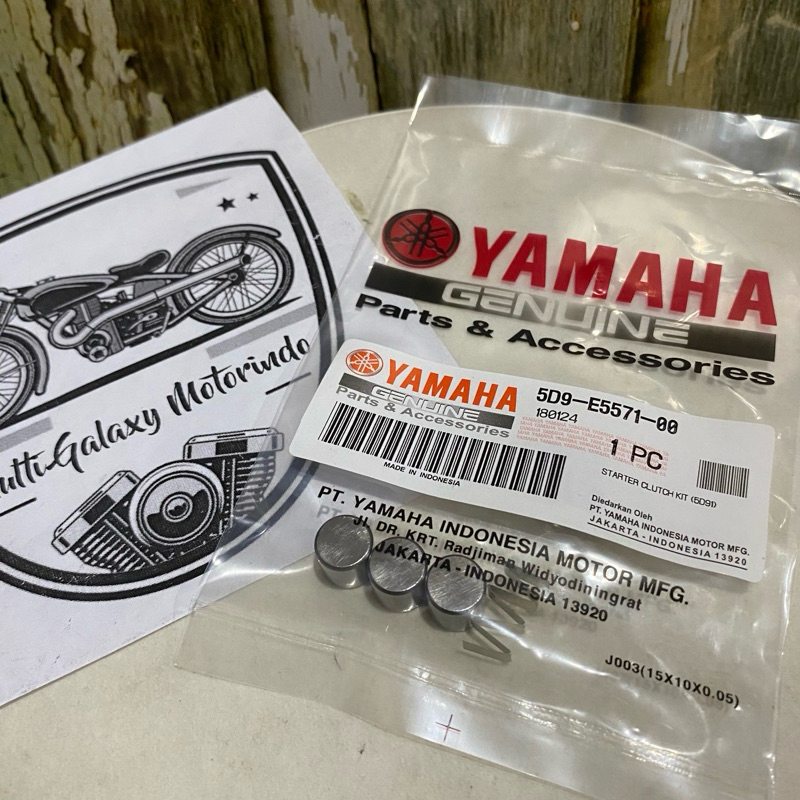 YAMAHA
GENUINE
Parts & Accessories
YAMAHA
GENUINE
Parts & Accessories
5D9-E5571-00
180124
1 PC
MADE IN INDONESIA
STARTER CLUTCH KIT (5D91)
Diedarkan Oleh
PT. YAMAHA INDONESIA MOTOR MFG.
JAKARTA - INDONESIA 13920
PT. YAMAHA INDONESIA MOTOR MFG.
Jl. DR. KRT. Radjiman Widyodiningrat
JAKARTA - INDONESIA 13920
J003(15X10X0.05)
Galaxy Motorindo